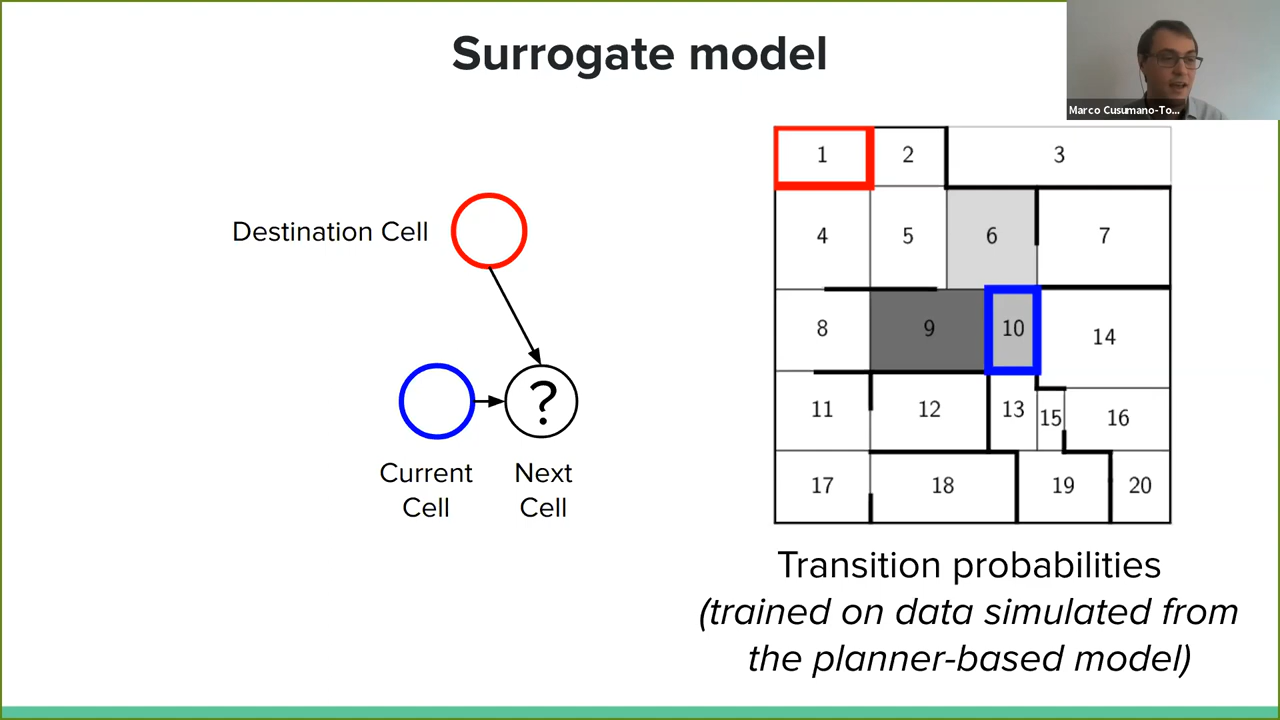 Surrogate model
Marco Cusumano-To...
Destination Cell
?
Current
Cell
Next
Cell
1 2 3
4 5 6 7
8 9 10 14
11 12 13 15 16
17 18 19 20
Transition probabilities
(trained on data simulated from
the planner-based model)